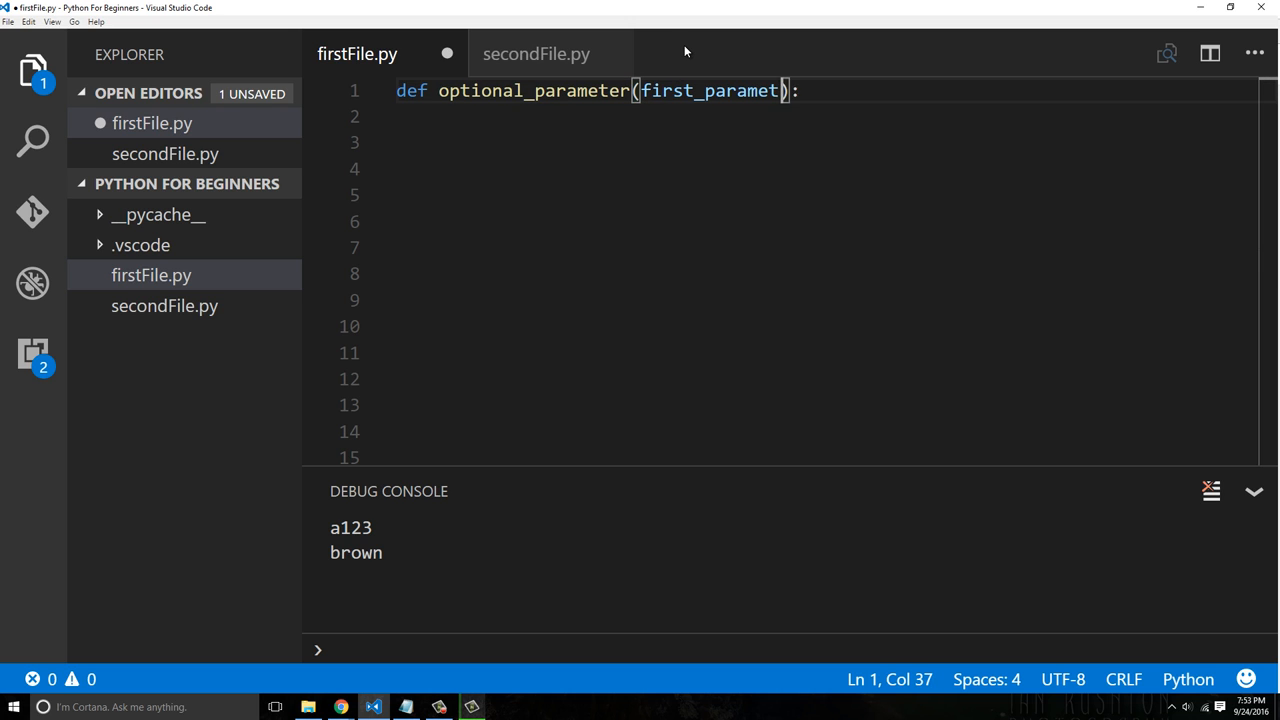 ● firstFile.py - Python For Beginners - Visual Studio Code
File Edit View Go Help
EXPLORER
OPEN EDITORS 1 UNSAVED
firstFile.py
secondFile.py
PYTHON FOR BEGINNERS
__pycache__
.vscode
firstFile.py
secondFile.py
1
2
firstFile.py
secondFile.py
1 def optional_parameter(first_paramet):
2
3
4
5
6
7
8
9
10
11
12
13
14
15
DEBUG CONSOLE
a123
brown
0 0
Ln 1, Col 37 Spaces: 4 UTF-8 CRLF Python
I'm Cortana. Ask me anything.
IAN RUSHTON
7:53 PM
9/24/2016